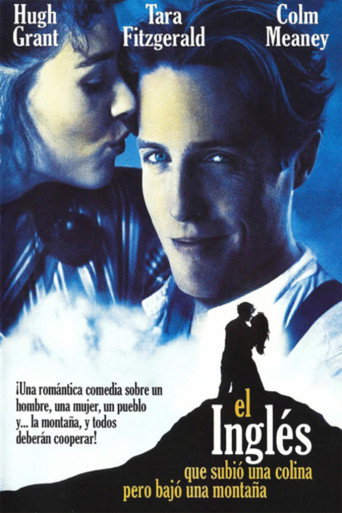 Hugh Grant
Tara Fitzgerald
Colm Meaney
¡Una romántica comedia sobre un
hombre, una mujer, un pueblo
y... la montaña, y todos
deberán cooperar!
el
Inglés
que subió una colina
pero bajó una montaña